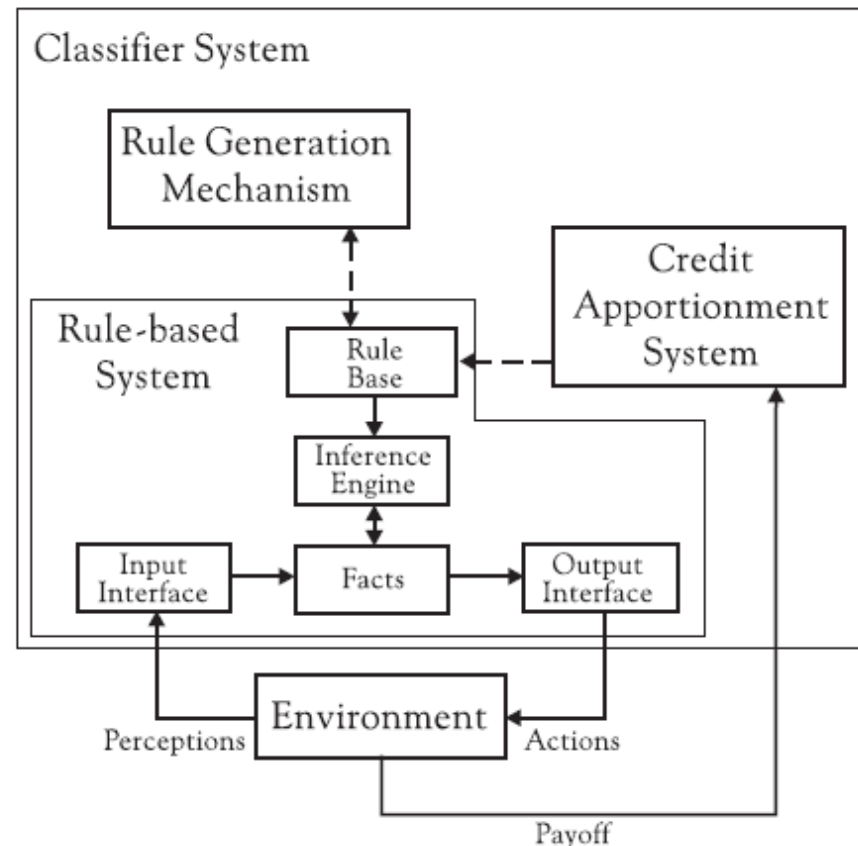 Classifier System
Rule Generation
Mechanism
Credit
Apportionment
System
Rule-based
System
Rule
Base
Inference
Engine
Input
Interface
Facts
Output
Interface
Environment
Perceptions
Actions
Payoff